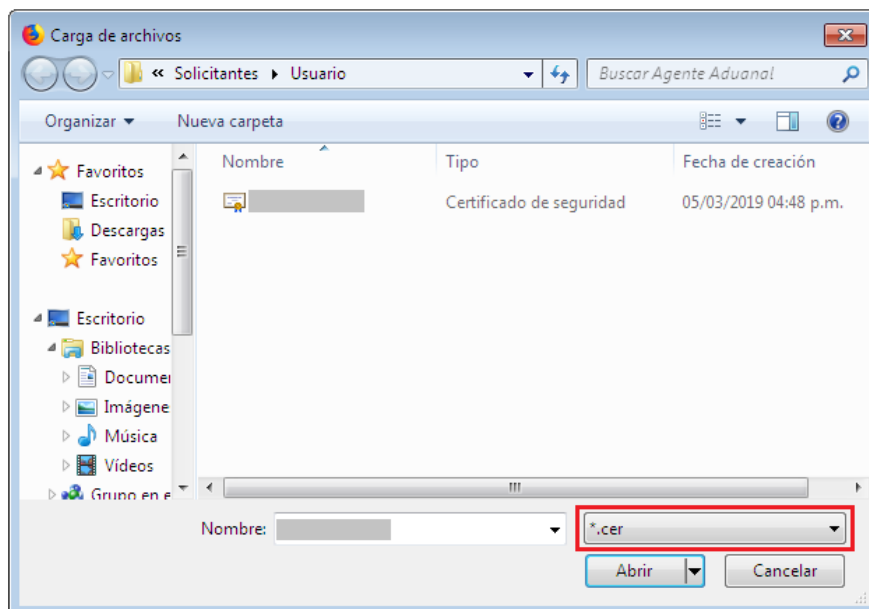 Carga de archivos
« Solicitantes Usuario
Buscar Agente Aduanal
Organizar Nueva carpeta
Nombre Tipo Fecha de creación
Certificado de seguridad 05/03/2019 04:48 p.m.
Favoritos
Escritorio
Descargas
Favoritos
Escritorio
Bibliotecas
Documei
Imágene
Música
Vídeos
Grupo en e
Nombre: *.cer
Abrir Cancelar